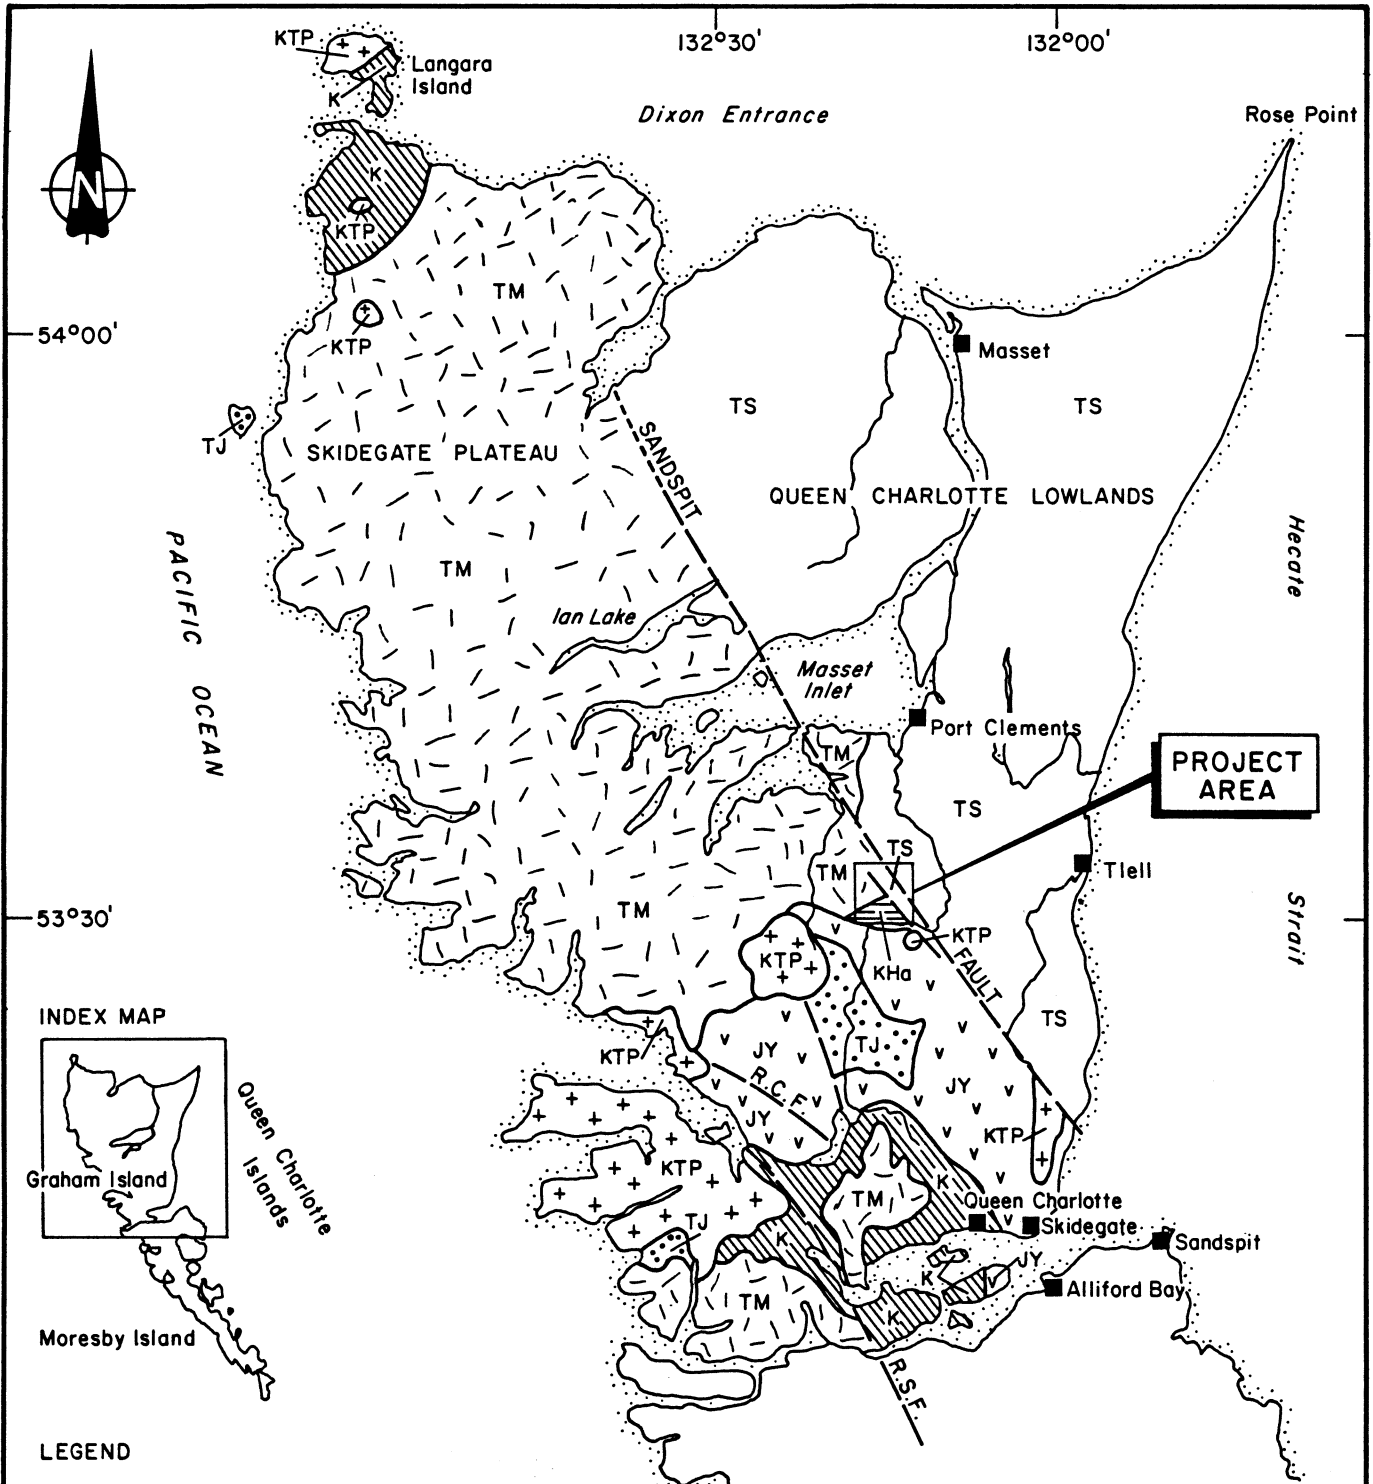 132°30'
132°00'
KTP
Langara
Island
K
Dixon Entrance
Rose Point
N
K
KTP
TM
KTP
54°00'
Masset
TS
TS
TJ
SKIDEGATE PLATEAU
SANDSPIT
QUEEN CHARLOTTE LOWLANDS
Hecate
PACIFIC OCEAN
TM
Ian Lake
Masset
Inlet
Port Clements
TM
PROJECT
AREA
TS
TS
TM
Tlell
TM
53°30'
Strait
KTP
KTP
KHa
FAULT
INDEX MAP
TS
KTP
JY
TJ
R.C.F.
JY
JY
KTP
Queen Charlotte
Islands
Graham Island
KTP
TM
K
Queen Charlotte
Skidegate
TJ
K
Sandspit
JY
K
Alliford Bay
TM
K
Moresby Island
R.S.F.
LEGEND